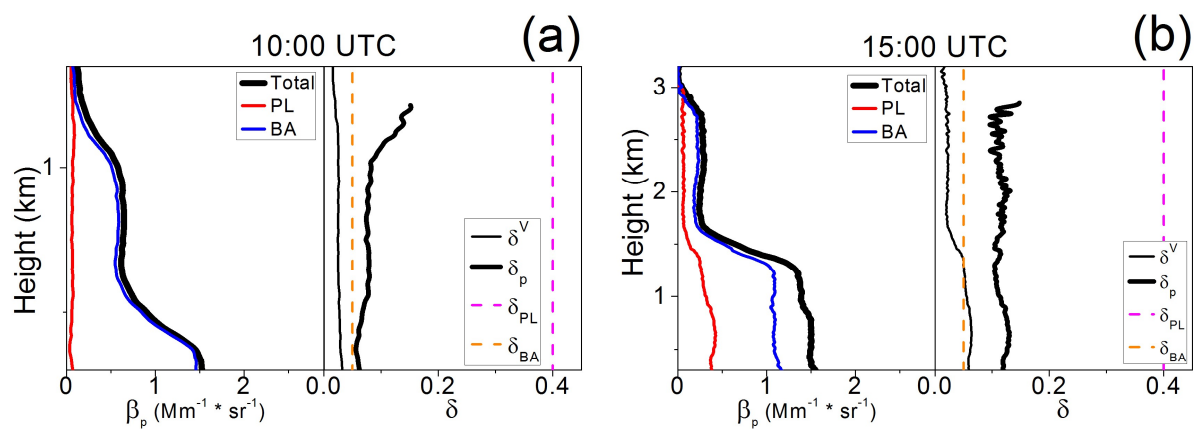 10:00 UTC
(a)
Total
PL
BA
1
Height (km)
δV
δp
δPL
δBA
0
1
2
0.0
0.2
0.4
βp (Mm-1 * sr-1)
δ
15:00 UTC
(b)
Total
PL
BA
3
2
1
Height (km)
δV
δp
δPL
δBA
0
1
2
0.0
0.2
0.4
βp (Mm-1 * sr-1)
δ